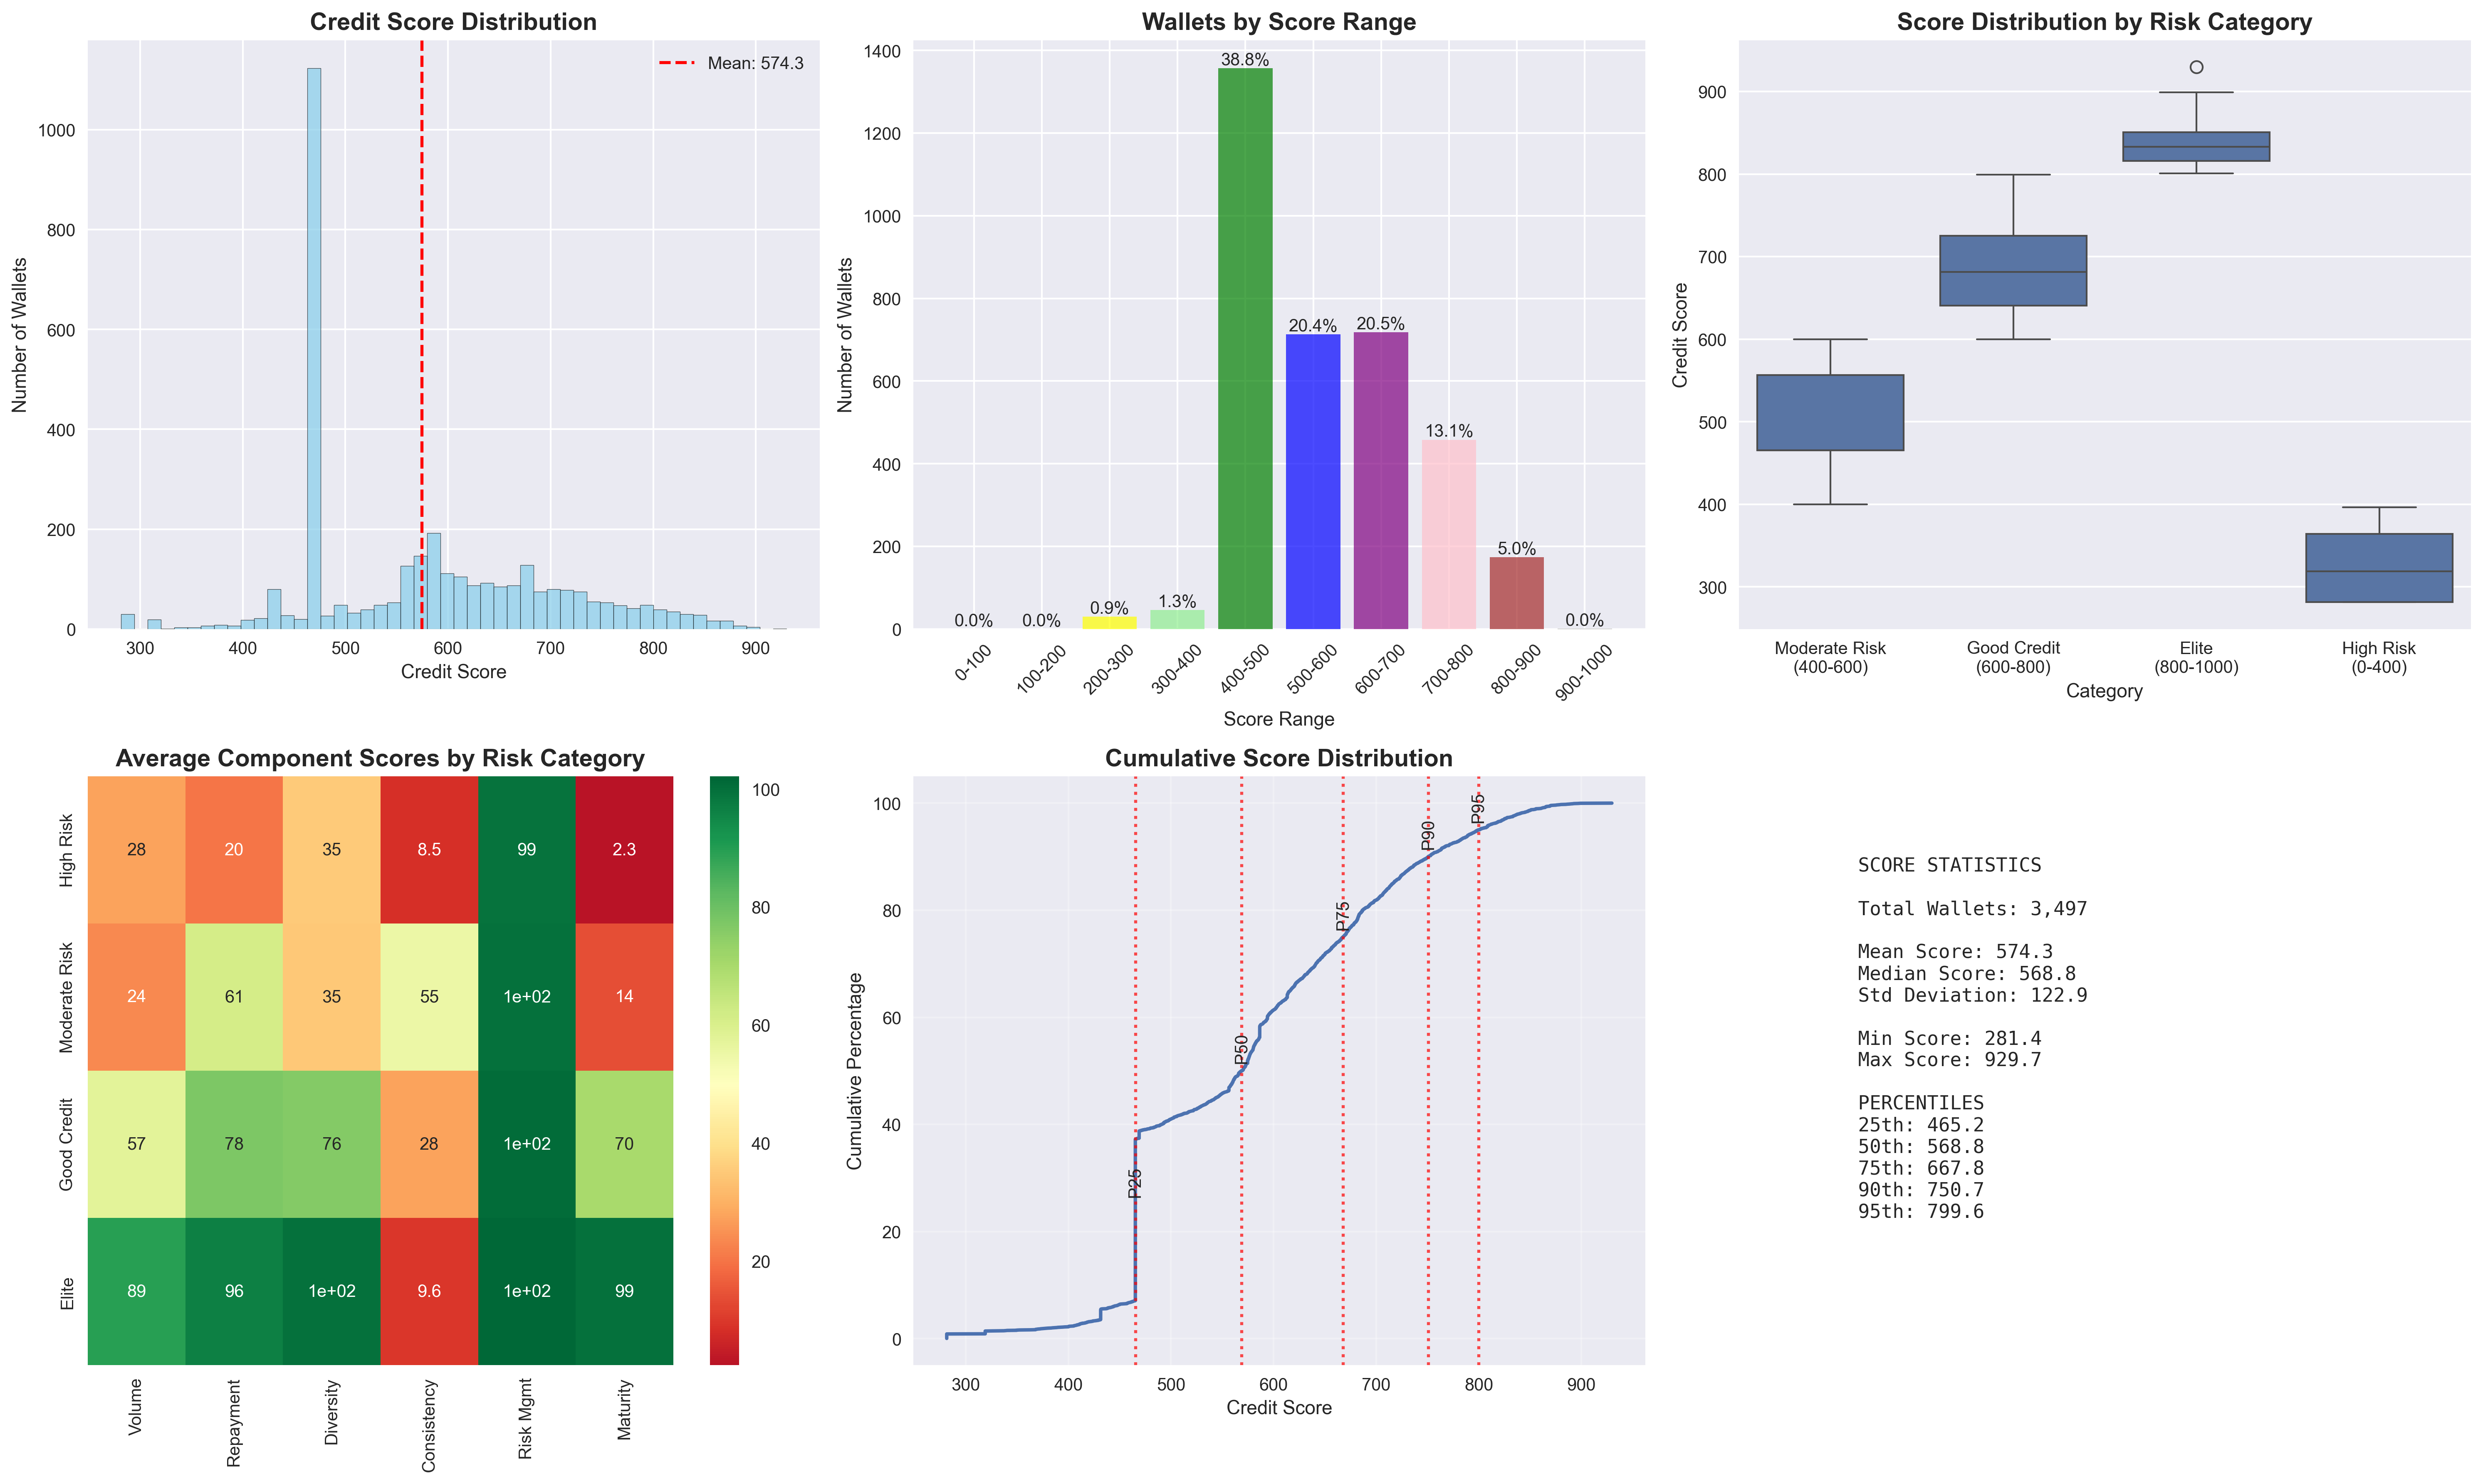 Credit Score Distribution
Mean: 574.3
Number of Wallets
1000
800
600
400
200
0
300
400
500
600
700
800
900
Credit Score
Wallets by Score Range
Number of Wallets
1400
1200
1000
800
600
400
200
0
0.0%
0.0%
0.9%
1.3%
38.8%
20.4%
20.5%
13.1%
5.0%
0.0%
0-100
100-200
200-300
300-400
400-500
500-600
600-700
700-800
800-900
900-1000
Score Range
Score Distribution by Risk Category
Credit Score
900
800
700
600
500
400
300
Moderate Risk
(400-600)
Good Credit
(600-800)
Elite
(800-1000)
High Risk
(0-400)
Category
Average Component Scores by Risk Category
High Risk
28
20
35
8.5
99
2.3
Moderate Risk
24
61
35
55
1e+02
14
Good Credit
57
78
76
28
1e+02
70
Elite
89
96
1e+02
9.6
1e+02
99
Volume
Repayment
Diversity
Consistency
Risk Mgmt
Maturity
100
80
60
40
20
Cumulative Score Distribution
Cumulative Percentage
100
80
60
40
20
0
P25
P50
P75
P90
P95
300
400
500
600
700
800
900
Credit Score
SCORE STATISTICS
Total Wallets: 3,497
Mean Score: 574.3
Median Score: 568.8
Std Deviation: 122.9
Min Score: 281.4
Max Score: 929.7
PERCENTILES
25th: 465.2
50th: 568.8
75th: 667.8
90th: 750.7
95th: 799.6